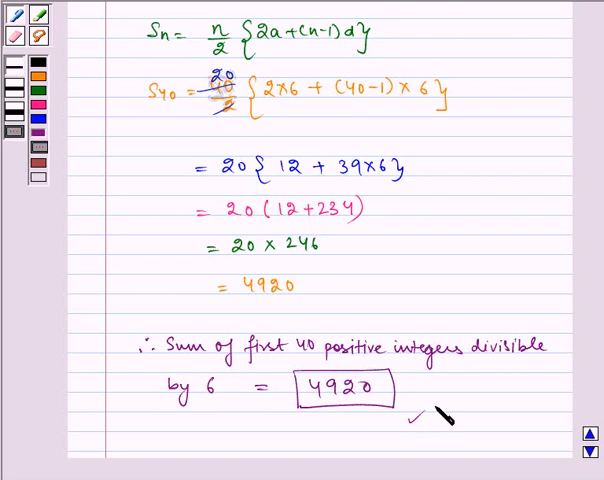 Sn = n/2 {2a+(n-1)d}
20
S40 = 40/2 {2×6 + (40-1) × 6}
= 20{ 12 + 39×6}
= 20(12+234)
= 20 × 246
= 4920
∴ Sum of first 40 positive integers divisible
by 6 = 4920 ✓